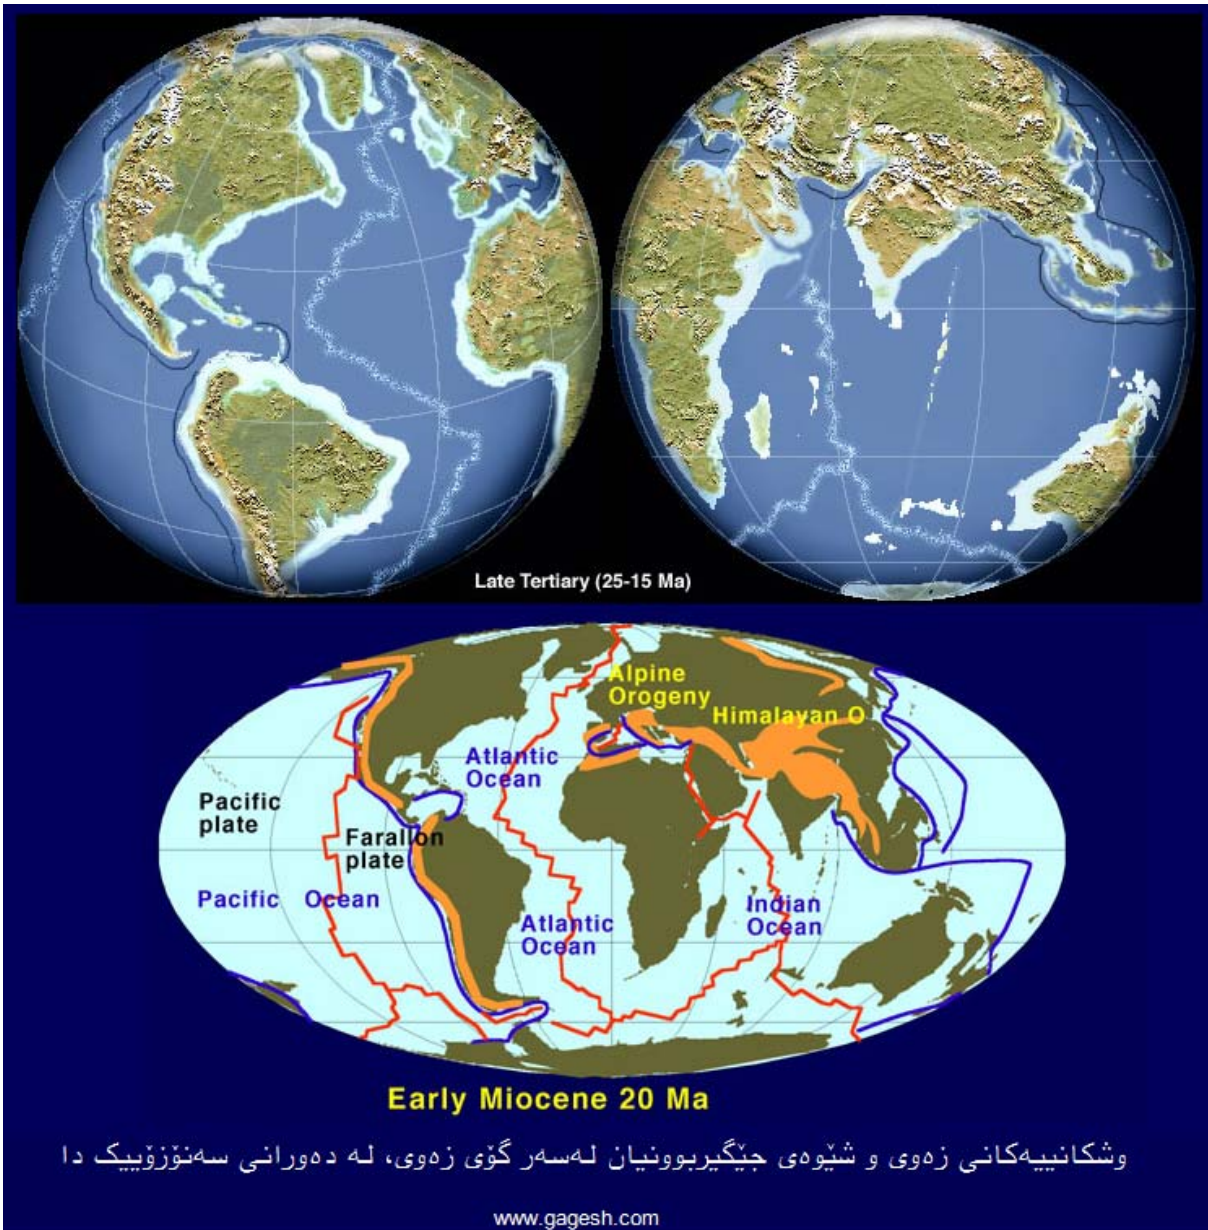 Late Tertiary (25-15 Ma)
Alpine
Orogeny
Himalayan O
Atlantic
Ocean
Pacific
plate
Farallon
plate
Pacific Ocean
Atlantic
Ocean
Indian
Ocean
Early Miocene 20 Ma
وشکانییەکانی زەوی و شێوەی جێگیربوونیان لەسەر گۆی زەوی، لە دەورانی سەنۆزۆییک دا
www.gagesh.com